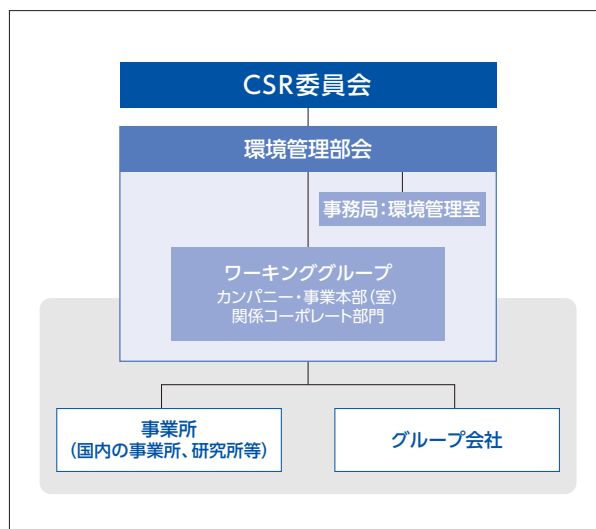 CSR委員会
環境管理部会
事務局:環境管理室
ワーキンググループ
カンパニー・事業本部(室)
関係コーポレート部門
事業所
(国内の事業所、研究所等)
グループ会社